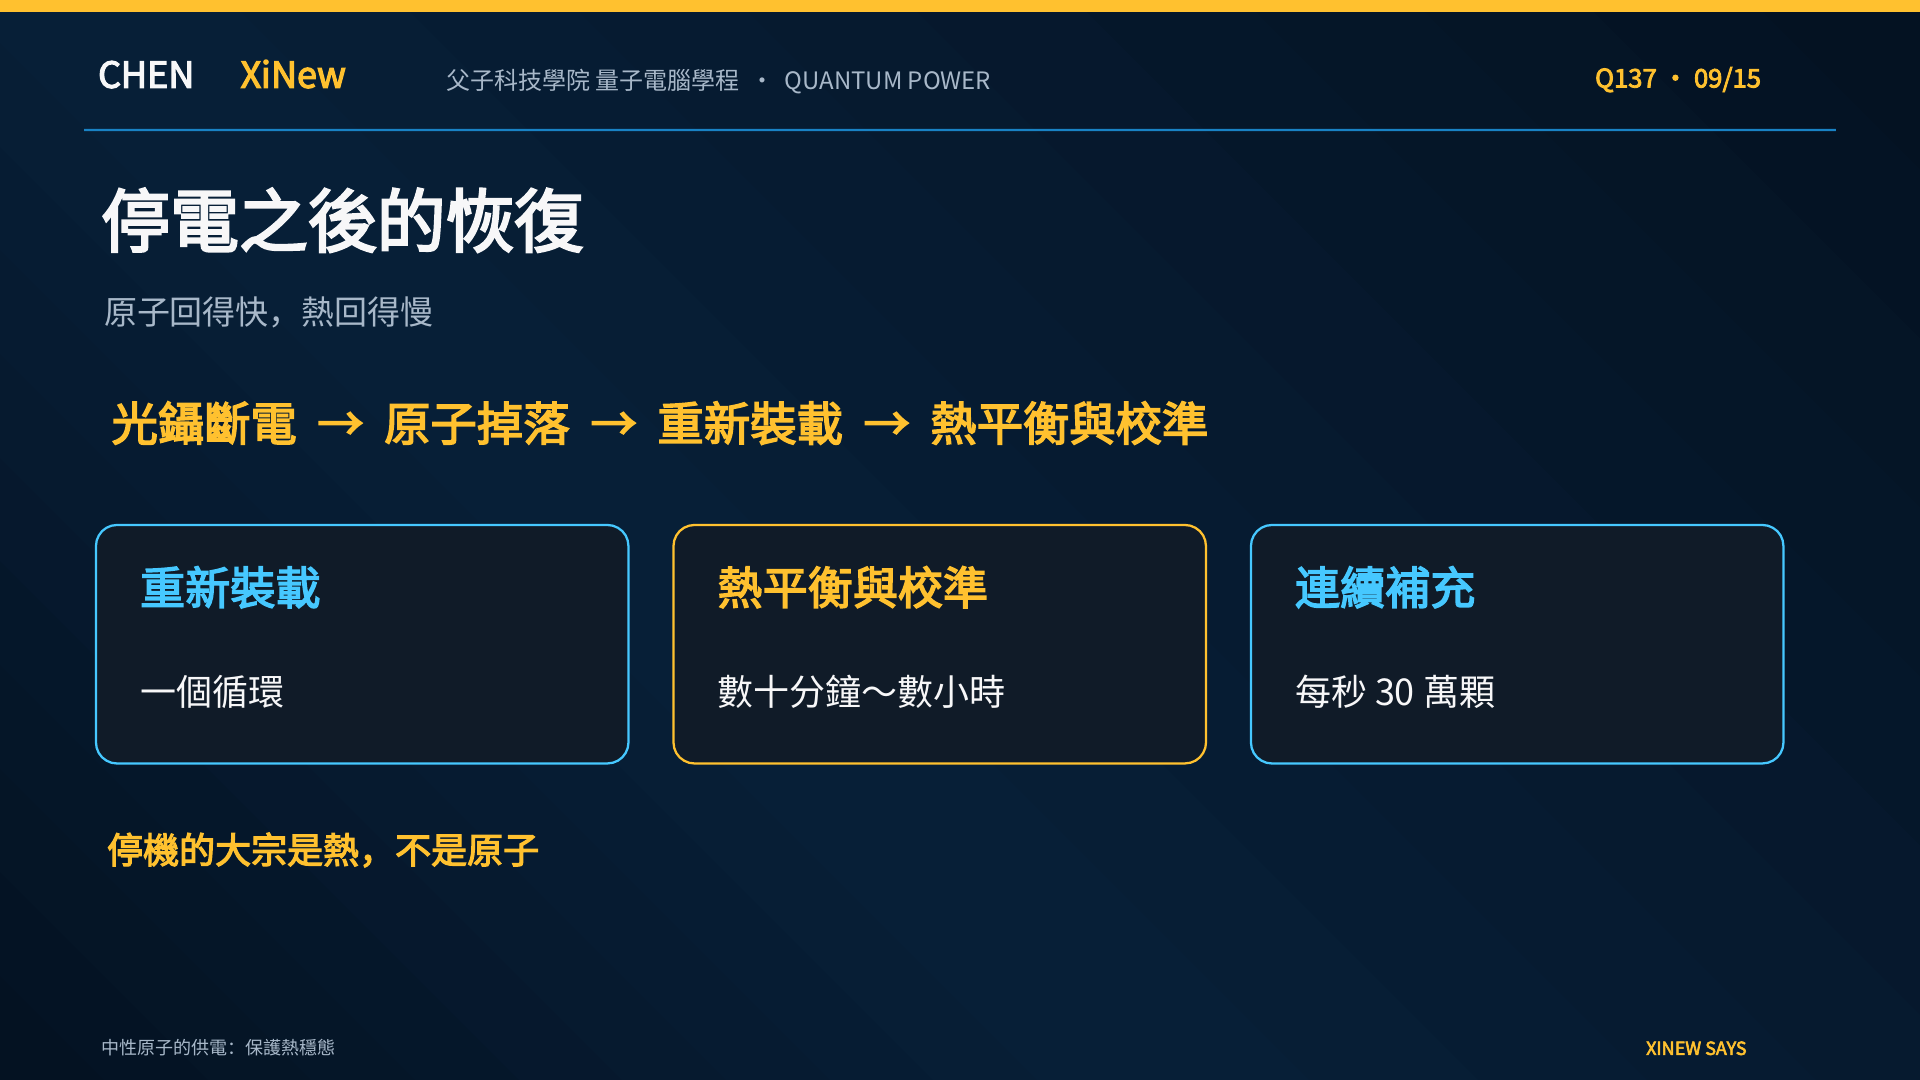 CHEN XiNew 父子科技學院 量子電腦學程 · QUANTUM POWER Q137 · 09/15
停電之後的恢復
原子回得快，熱回得慢
光鑷斷電 → 原子掉落 → 重新裝載 → 熱平衡與校準
重新裝載
一個循環
熱平衡與校準
數十分鐘～數小時
連續補充
每秒 30 萬顆
停機的大宗是熱，不是原子
中性原子的供電：保護熱穩態
XINEW SAYS